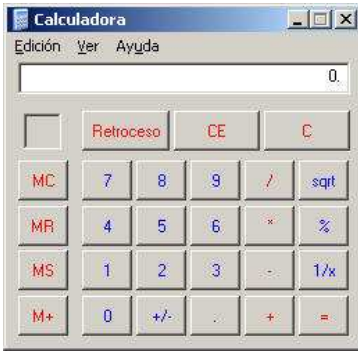 Calculadora
Edición Ver Ayuda
0.
Retroceso CE C
MC 7 8 9 / sqrt
MR 4 5 6 * %
MS 1 2 3 - 1/x
M+ 0 +/- . + =